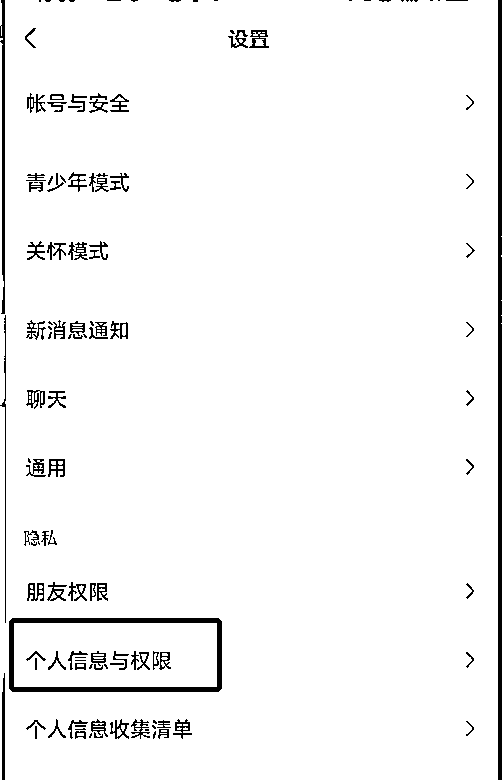 设置
帐号与安全
青少年模式
关怀模式
新消息通知
聊天
通用
隐私
朋友权限
个人信息与权限
个人信息收集清单